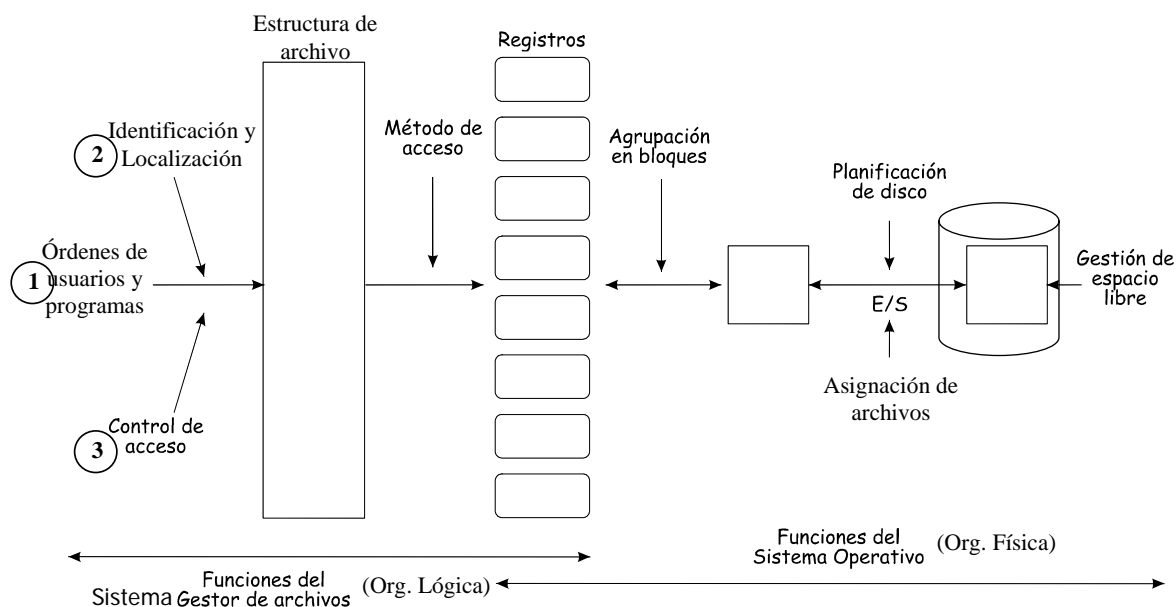 Estructura de
archivo
Registros
2
Identificación y
Localización
Método de
acceso
Agrupación
en bloques
Planificación
de disco
1
Órdenes de
usuarios y
programas
Gestión de
espacio
libre
E/S
Asignación de
archivos
3
Control de
acceso
Funciones del
Sistema Gestor de archivos
(Org. Lógica)
Funciones del
Sistema Operativo
(Org. Física)